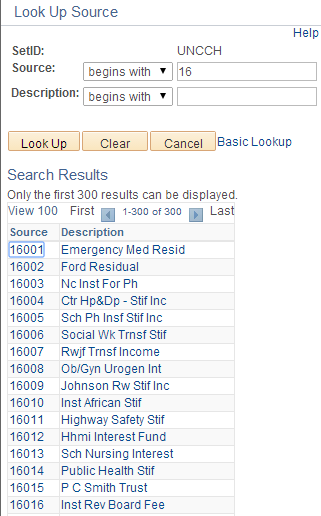 Look Up Source
Help
SetID: UNCCH
Source: begins with 16
Description: begins with
Look Up Clear Cancel Basic Lookup
Search Results
Only the first 300 results can be displayed.
View 100 First 1-300 of 300 Last
Source Description
16001 Emergency Med Resid
16002 Ford Residual
16003 Nc Inst For Ph
16004 Ctr Hp&Dp - Stif Inc
16005 Sch Ph Insf Stif Inc
16006 Social Wk Trnsf Stif
16007 Rwjf Trnsf Income
16008 Ob/Gyn Urogen Int
16009 Johnson Rw Stif Inc
16010 Inst African Stif
16011 Highway Safety Stif
16012 Hhmi Interest Fund
16013 Sch Nursing Interest
16014 Public Health Stif
16015 P C Smith Trust
16016 Inst Rev Board Fee